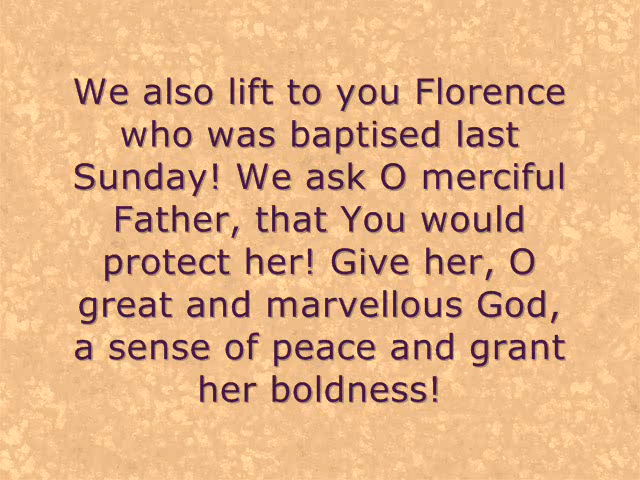 We also lift to you Florence
who was baptised last
Sunday! We ask O merciful
Father, that You would
protect her! Give her, O
great and marvellous God,
a sense of peace and grant
her boldness!